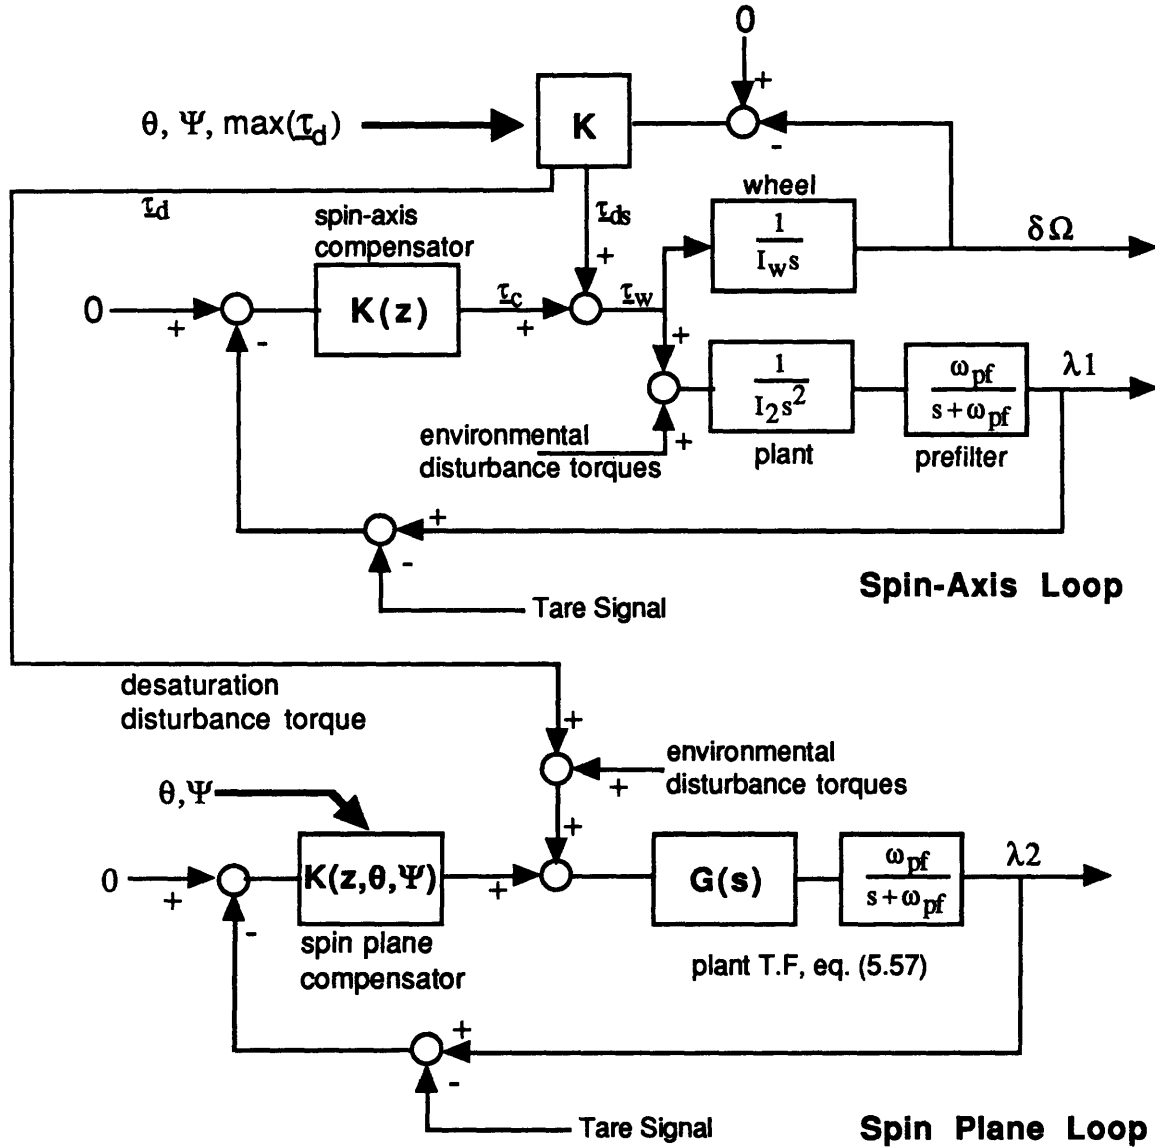 0
+
θ, Ψ, max(τd)
K
-
τd
τds
wheel
1
Iws
δΩ
spin-axis
compensator
+
0
+
K(z)
τc
+
τw
-
+
1
I2s2
ωpf
s+ωpf
λ1
environmental
disturbance torques
+
plant
prefilter
+
-
Tare Signal
Spin-Axis Loop
desaturation
disturbance torque
+
environmental
disturbance torques
+
θ,Ψ
+
0
+
K(z,θ,Ψ)
+
G(s)
ωpf
s+ωpf
λ2
-
spin plane
compensator
plant T.F, eq. (5.57)
+
-
Tare Signal
Spin Plane Loop